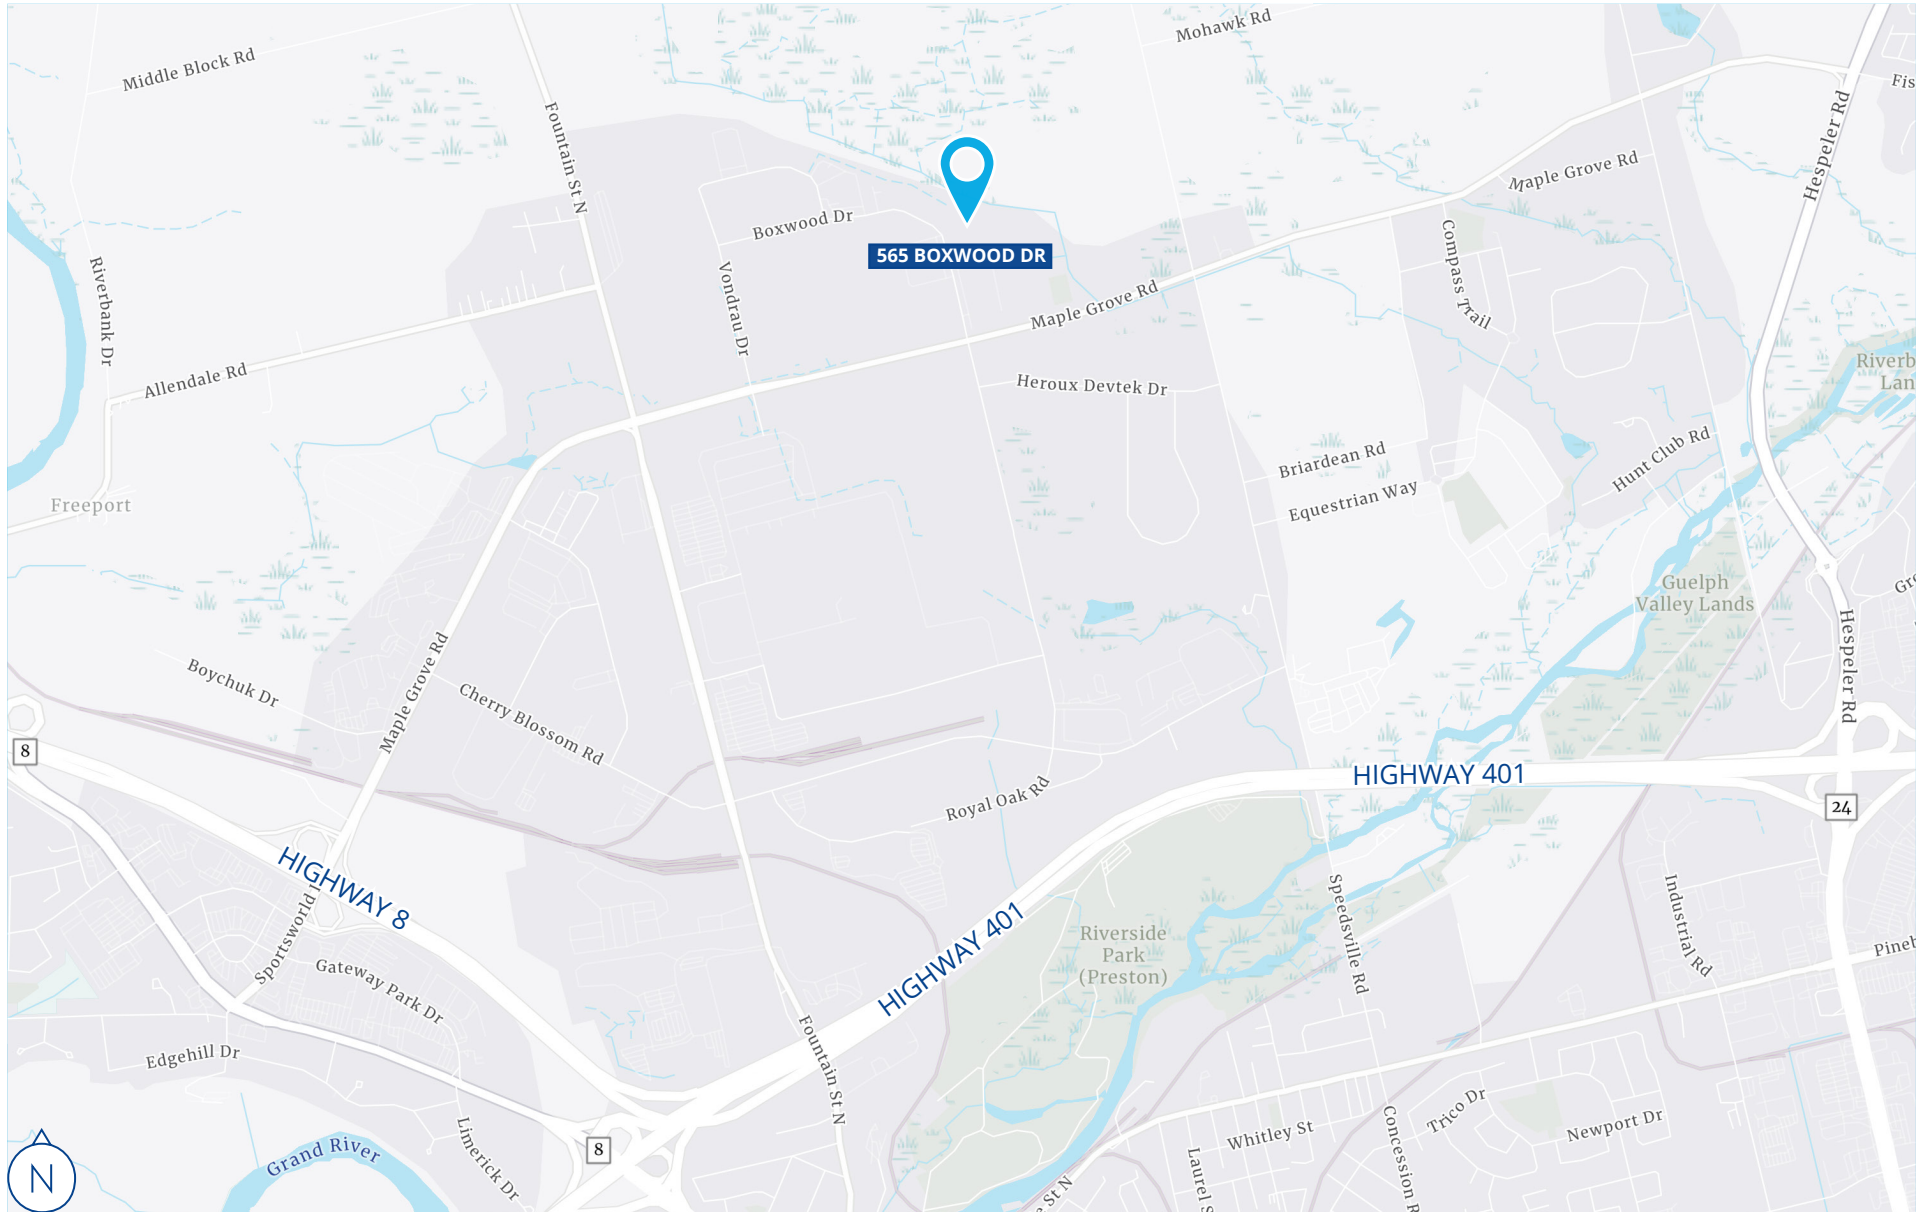 Mohawk Rd
Middle Block Rd
Fountain St N
Hespeler Rd
Maple Grove Rd
Boxwood Dr
565 BOXWOOD DR
Compass Trail
Vondrau Dr
Riverbank Dr
Maple Grove Rd
Allendale Rd
Heroux Devtek Dr
Briardean Rd
Hunt Club Rd
Equestrian Way
Freeport
Guelph
Valley Lands
Hespeler Rd
Boychuk Dr
Maple Grove Rd
Cherry Blossom Rd
8
HIGHWAY 401
Royal Oak Rd
24
HIGHWAY 8
Sportsworld
HIGHWAY 401
Riverside
Park
(Preston)
Speedsville Rd
Industrial Rd
Gateway Park Dr
Fountain St N
Edgehill Dr
Limerick Dr
Grand River
8
Whitley St
Trico Dr
Newport Dr
Concession
Laurel
St N
N